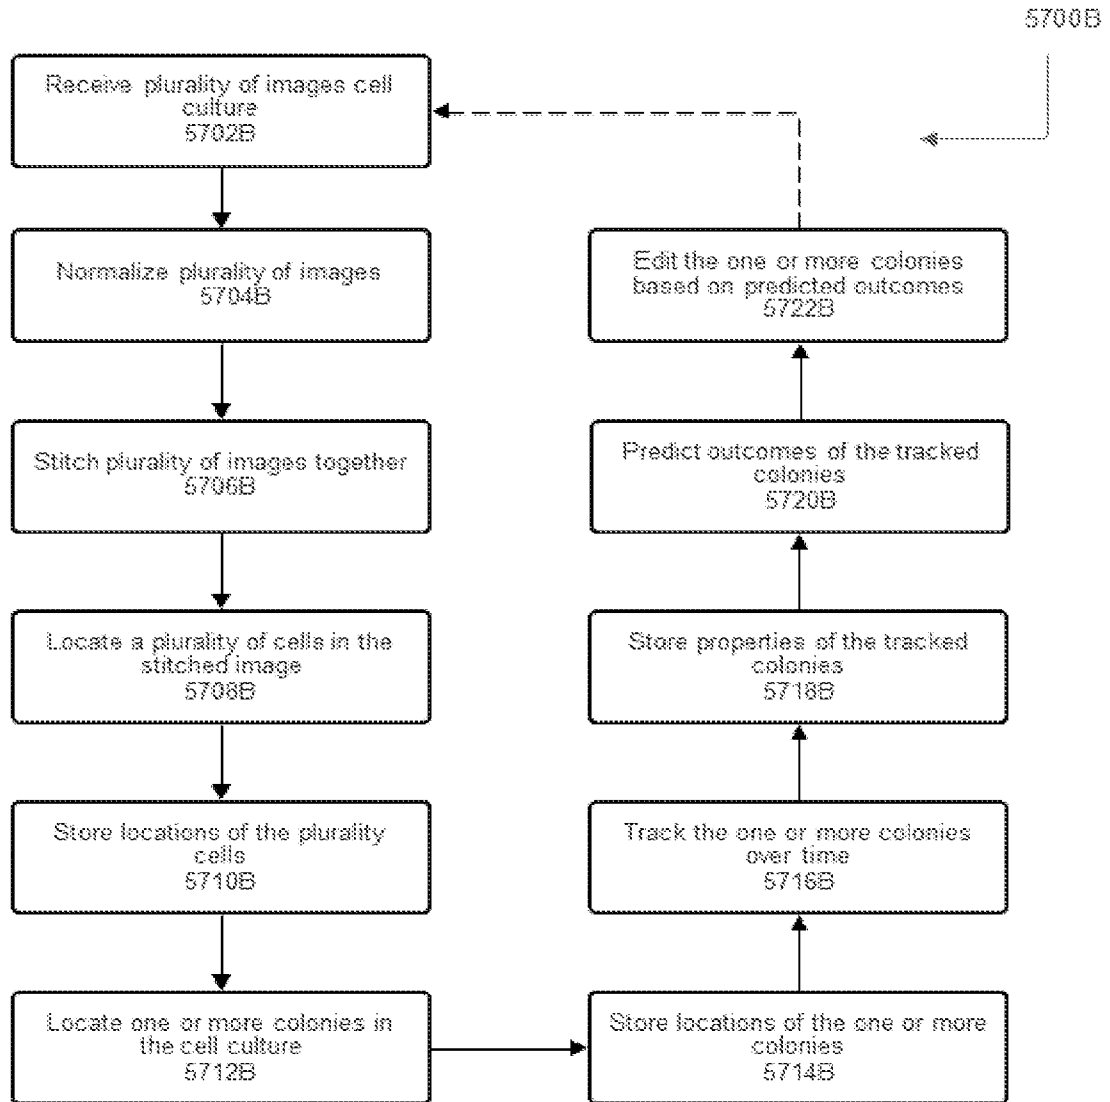 5700B
Receive plurality of images cell
culture
5702B
Normalize plurality of images
5704B
Stitch plurality of images together
5706B
Locate a plurality of cells in the
stitched image
5708B
Store locations of the plurality
cells
5710B
Locate one or more colonies in
the cell culture
5712B
Store locations of the one or more
colonies
5714B
Track the one or more colonies
over time
5716B
Store properties of the tracked
colonies
5718B
Predict outcomes of the tracked
colonies
5720B
Edit the one or more colonies
based on predicted outcomes
5722B